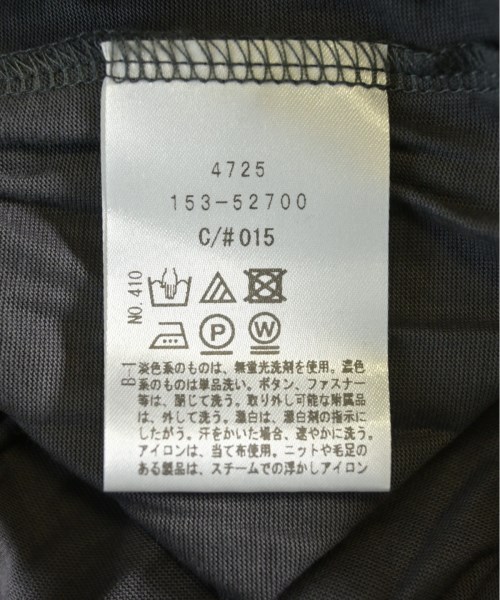 4725
153-52700
C/#015
NO.410
P
W
B-1
淡色系のものは、無蛍光洗剤を使用。濃色
系のものは単品洗い。ボタン、ファスナー
等は、閉じて洗う。取り外し可能な附属品
は、外して洗う。漂白は、漂白剤の指示に
したがう。汗をかいた場合、速やかに洗う。
アイロンは、当て布使用。ニットや毛足の
ある製品は、スチームでの浮かしアイロン